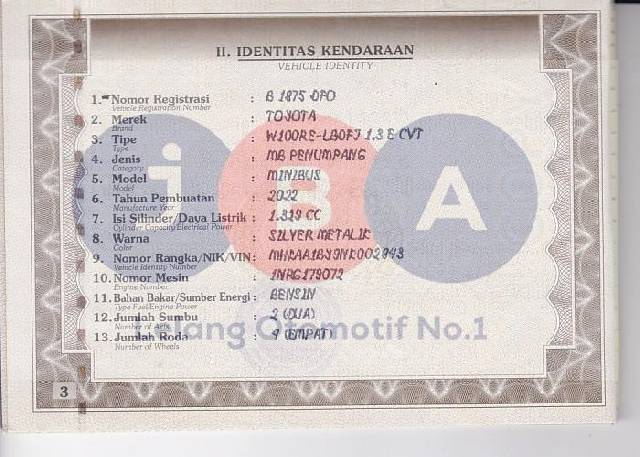 II. IDENTITAS KENDARAAN
VEHICLE IDENTITY
1. Nomor Registrasi : B 1875 DFO
Vehicle Registration Number
2. Merek : TOYOTA
Brand
3. Tipe : W100RE-LBOFJ 1.3 E CVT
Type
4. Jenis : MB PENUMPANG
Category
5. Model : MINIBUS
Model
6. Tahun Pembuatan : 2022
Manufacture Year
7. Isi Silinder/Daya Listrik : 1.329 CC
Cylinder Capacity/Electrical Power
8. Warna : SILVER METALIK
Color
9. Nomor Rangka/NIK/VIN :
Vehicle Identity Number
10. Nomor Mesin : 1NRG179072
Engine Number
11. Bahan Bakar/Sumber Energi : BENSIN
Type Fuel/Engine Power
12. Jumlah Sumbu : 2 (DUA)
Number of Axis
13. Jumlah Roda : 4 (EMPAT)
Number of Wheels
3
i B A
Lelang Otomotif No.1